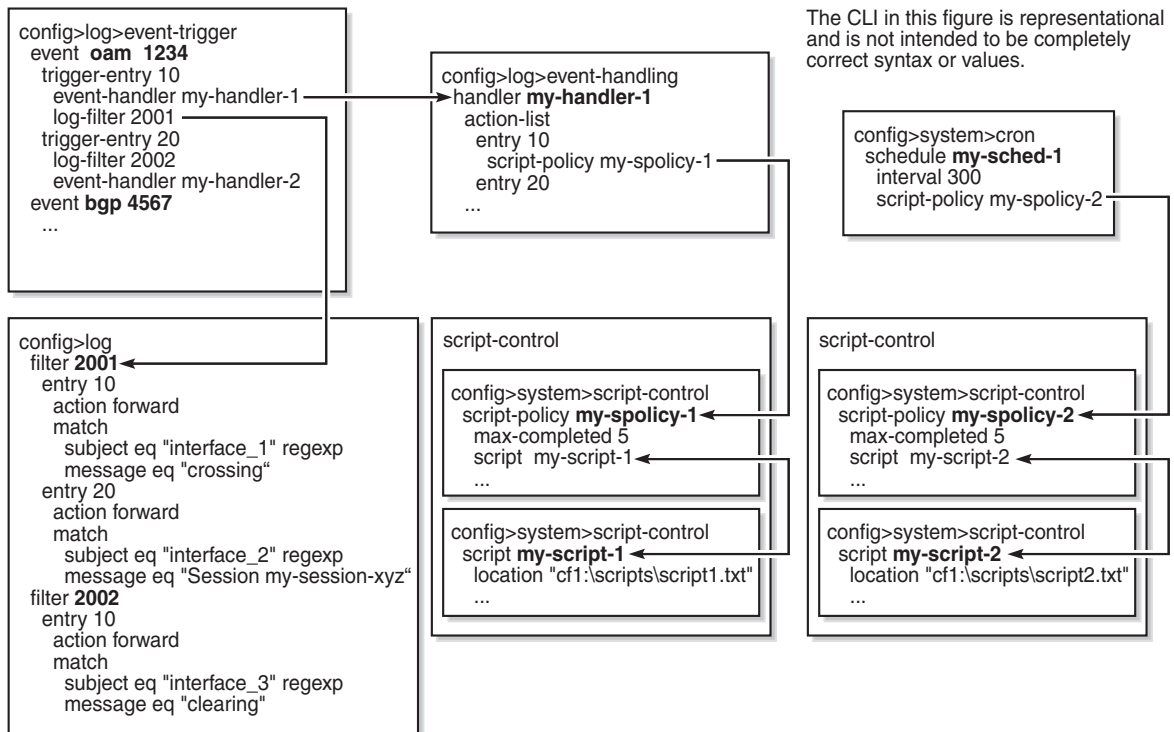 config>log>event-trigger
event oam 1234
trigger-entry 10
event-handler my-handler-1
log-filter 2001
trigger-entry 20
log-filter 2002
event-handler my-handler-2
event bgp 4567
...
config>log>event-handling
handler my-handler-1
action-list
entry 10
script-policy my-spolicy-1
entry 20
...
The CLI in this figure is representational
and is not intended to be completely
correct syntax or values.
config>system>cron
schedule my-sched-1
interval 300
script-policy my-spolicy-2
config>log
filter 2001
entry 10
action forward
match
subject eq "interface_1" regexp
message eq "crossing“
entry 20
action forward
match
subject eq "interface_2" regexp
message eq "Session my-session-xyz“
filter 2002
entry 10
action forward
match
subject eq "interface_3" regexp
message eq "clearing"
script-control
config>system>script-control
script-policy my-spolicy-1
max-completed 5
script my-script-1
...
config>system>script-control
script my-script-1
location "cf1:\scripts\script1.txt"
...
script-control
config>system>script-control
script-policy my-spolicy-2
max-completed 5
script my-script-2
...
config>system>script-control
script my-script-2
location "cf1:\scripts\script2.txt"
...